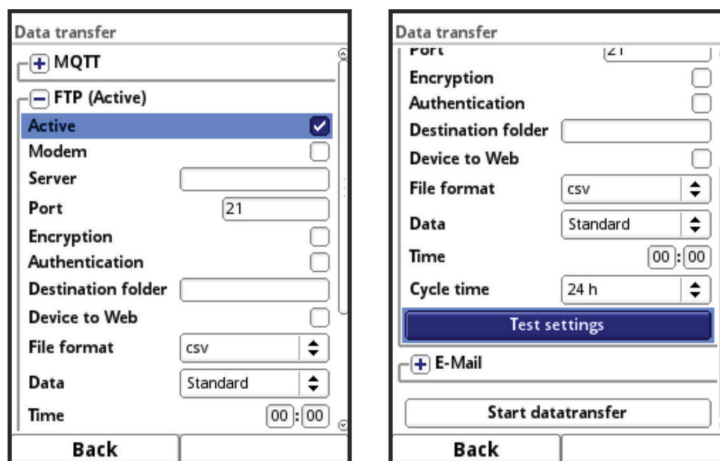 Data transfer
MQTT
FTP (Active)
Active
Modem
Server
Port 21
Encryption
Authentication
Destination folder
Device to Web
File format csv
Data Standard
Time 00 : 00
Back
Data transfer
Port 21
Encryption
Authentication
Destination folder
Device to Web
File format csv
Data Standard
Time 00 : 00
Cycle time 24 h
Test settings
E-Mail
Start datatransfer
Back